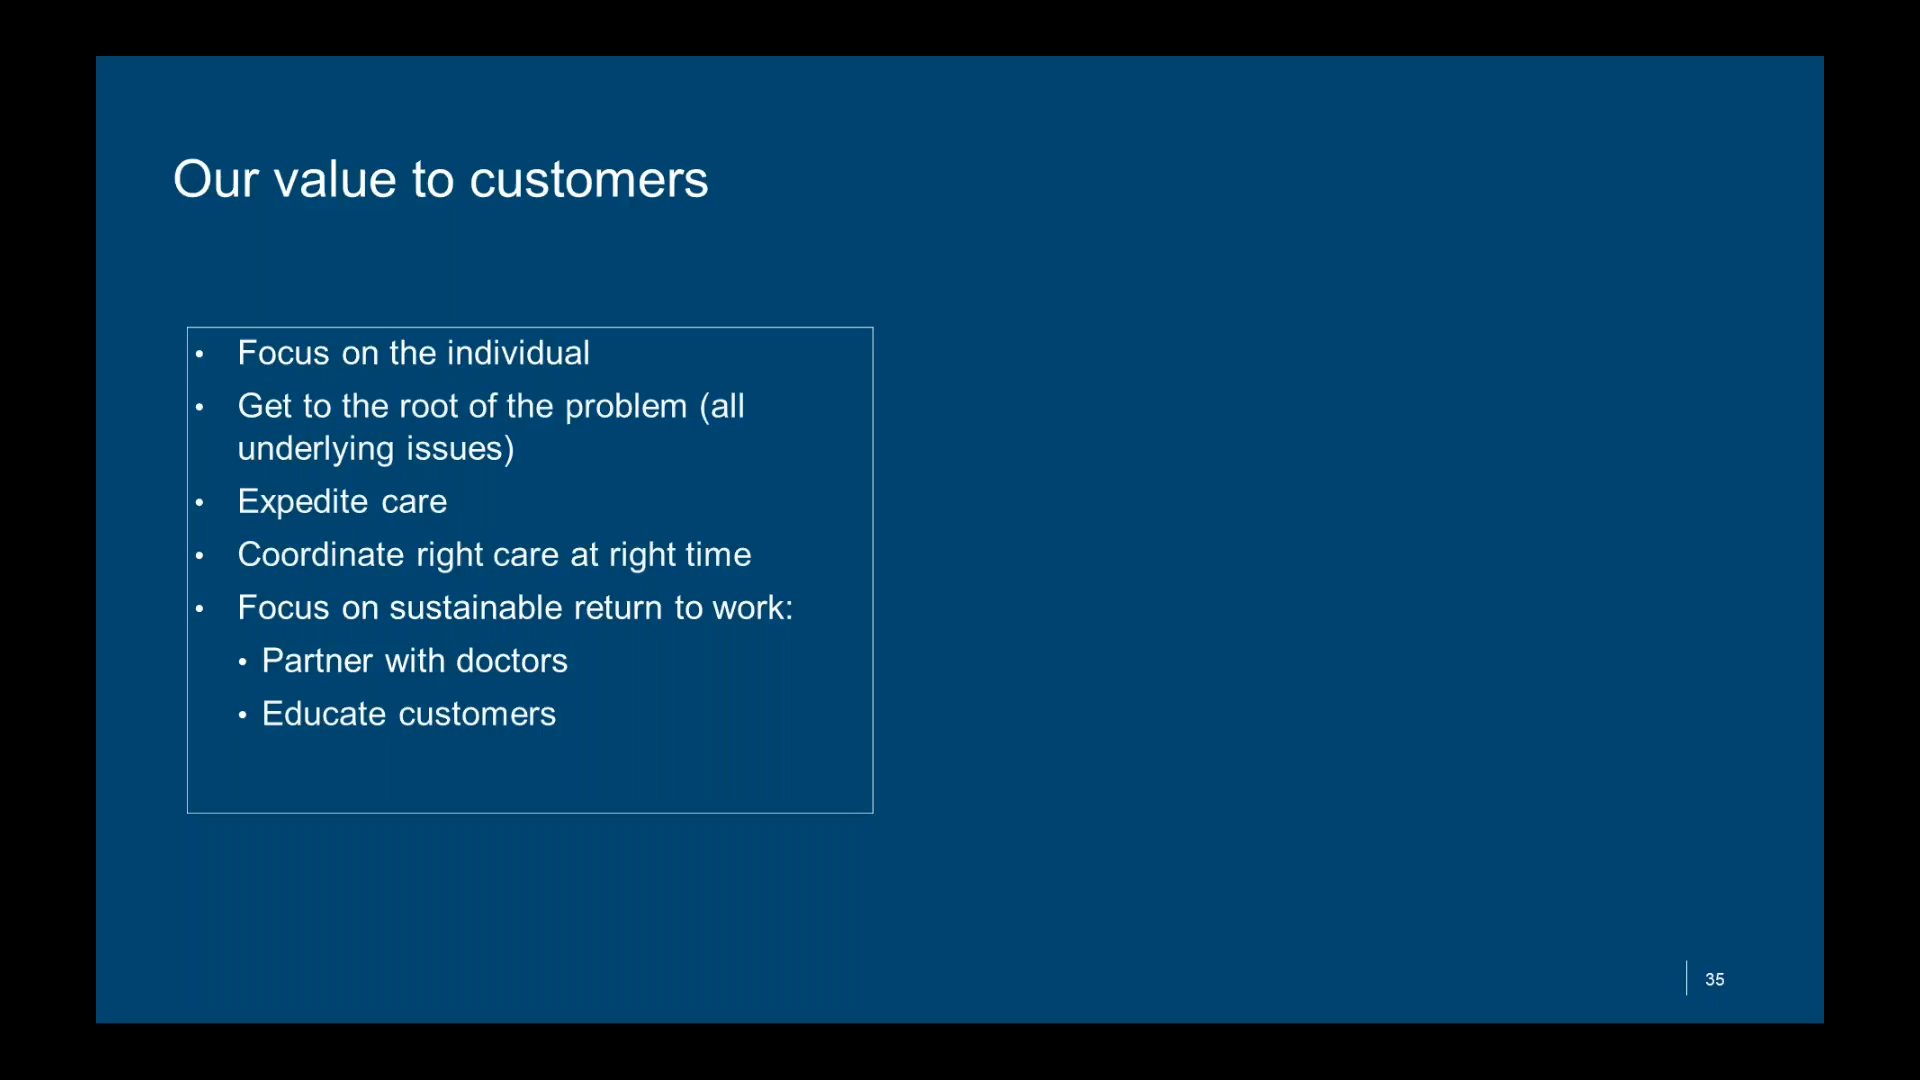 Our value to customers
• Focus on the individual
• Get to the root of the problem (all
underlying issues)
• Expedite care
• Coordinate right care at right time
• Focus on sustainable return to work:
• Partner with doctors
• Educate customers
35